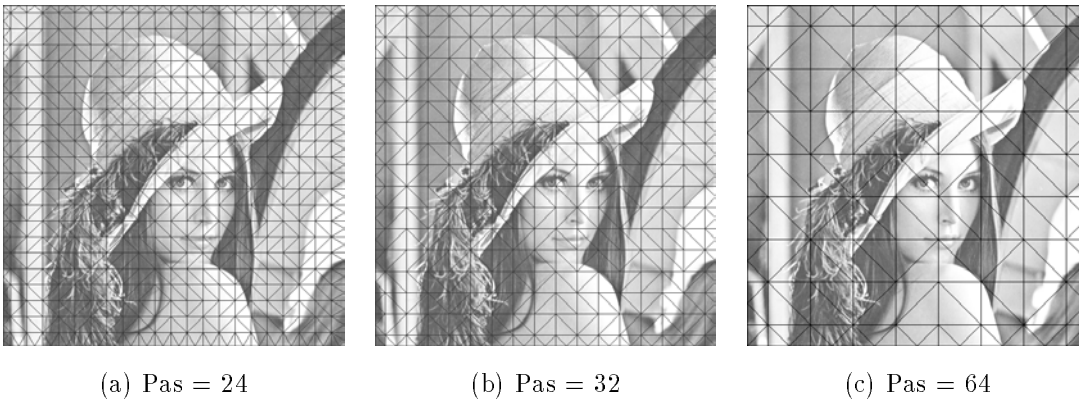 (a) Pas = 24
(b) Pas = 32
(c) Pas = 64